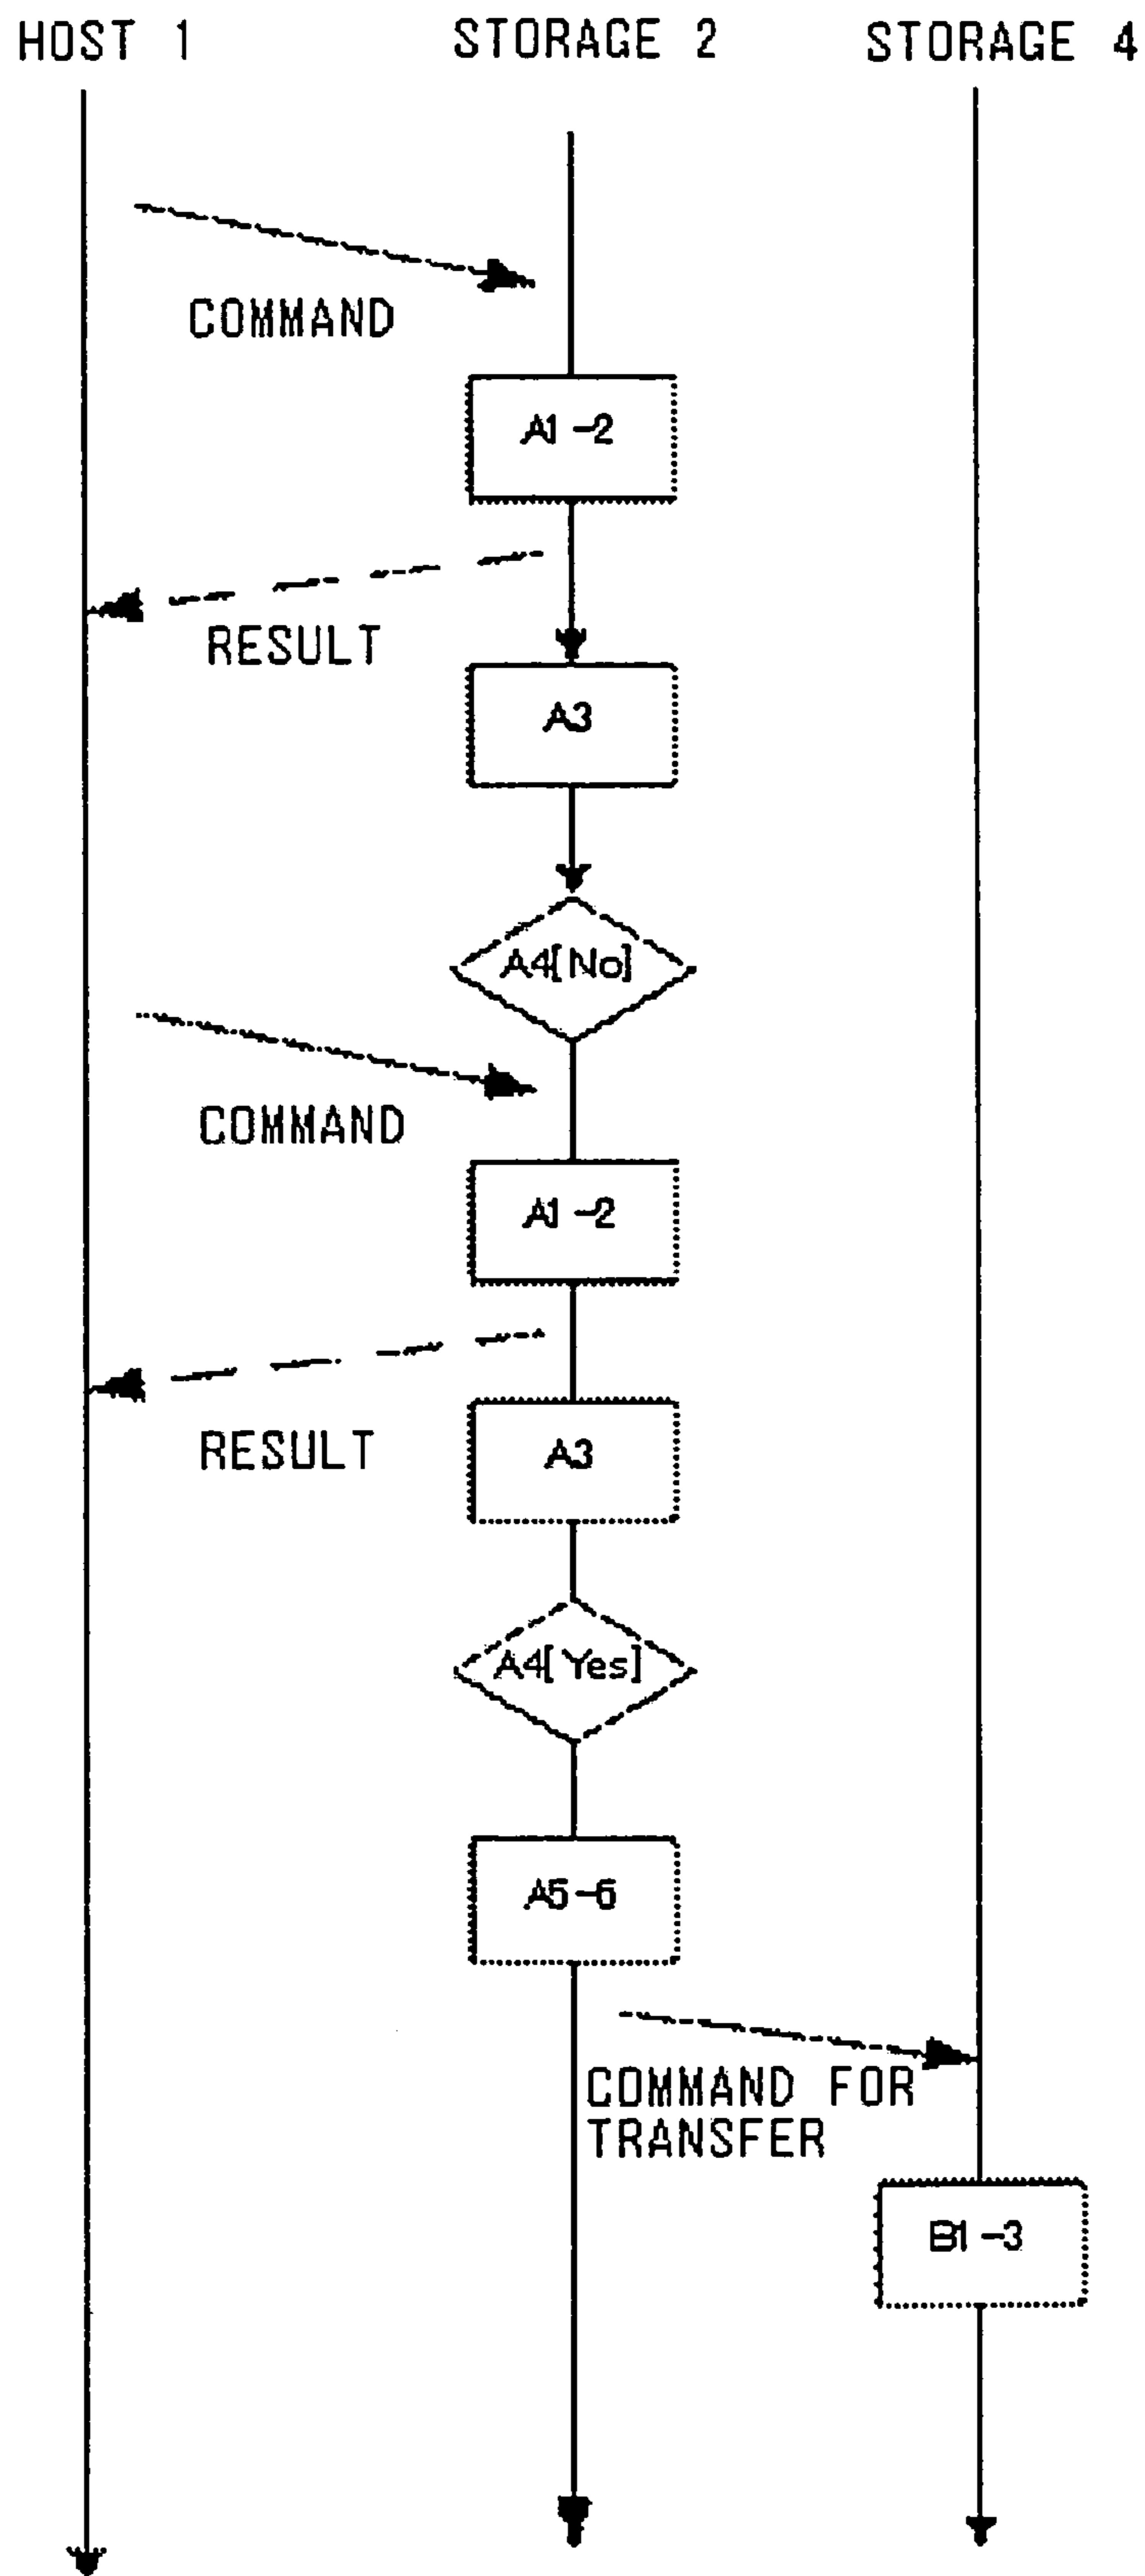 HOST 1 STORAGE 2 STORAGE 4
COMMAND
A1-2
RESULT
A3
A4[No]
COMMAND
A1-2
RESULT
A3
A4[Yes]
A5-6
COMMAND FOR
TRANSFER
B1-3